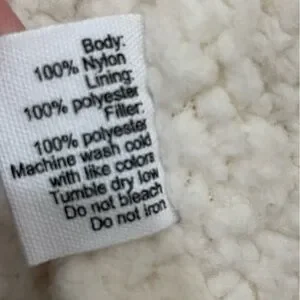 Body:
100% Nylon
Lining:
100% polyester
Filler:
100% polyester
Machine wash cold
with like colors
Tumble dry low
Do not bleach
Do not iron